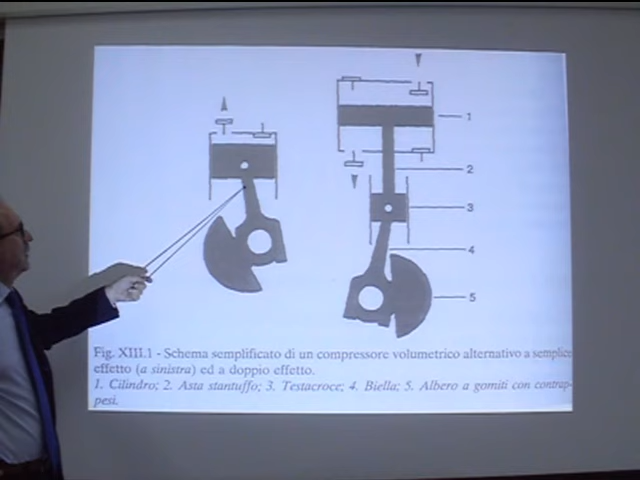 1
2
3
4
5
Fig. XIII.1 - Schema semplificato di un compressore volumetrico alternativo a semplice
effetto (a sinistra) ed a doppio effetto.
1. Cilindro; 2. Asta stantuffo; 3. Testacroce; 4. Biella; 5. Albero a gomiti con contrap-
pesi.